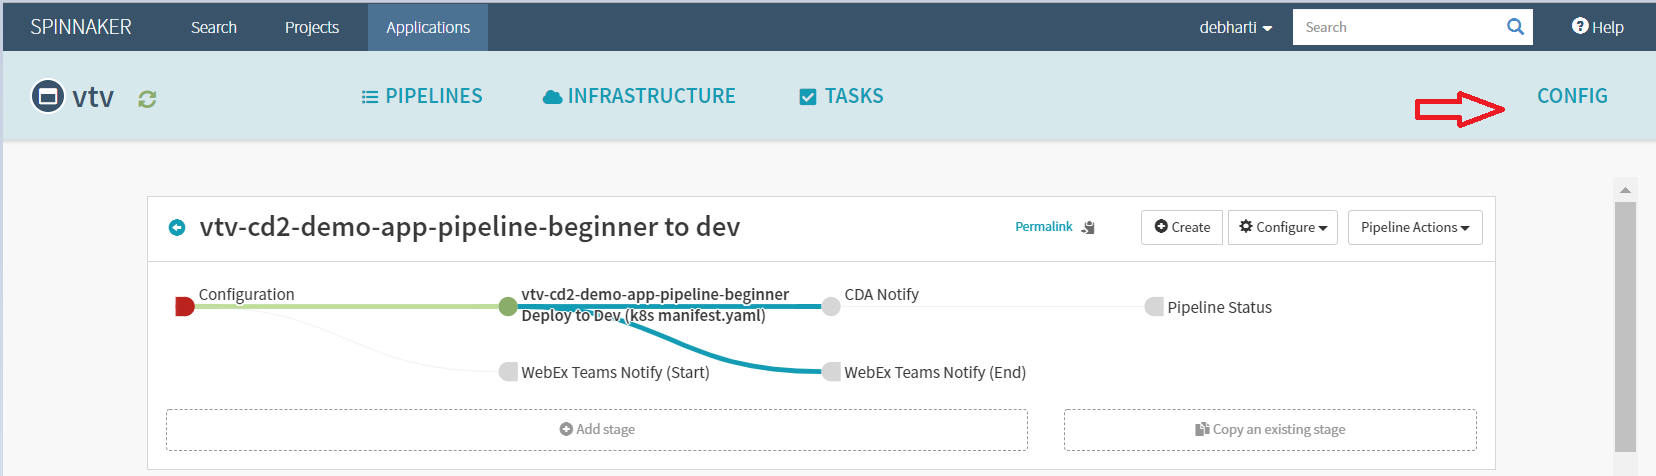 SPINNAKER Search Projects Applications debharti Search Help
vtv PIPELINES INFRASTRUCTURE TASKS CONFIG
vtv-cd2-demo-app-pipeline-beginner to dev Permalink Create Configure Pipeline Actions
Configuration vtv-cd2-demo-app-pipeline-beginner CDA Notify
Deploy to Dev (k8s manifest.yaml) Pipeline Status
WebEx Teams Notify (Start) WebEx Teams Notify (End)
Add stage Copy an existing stage